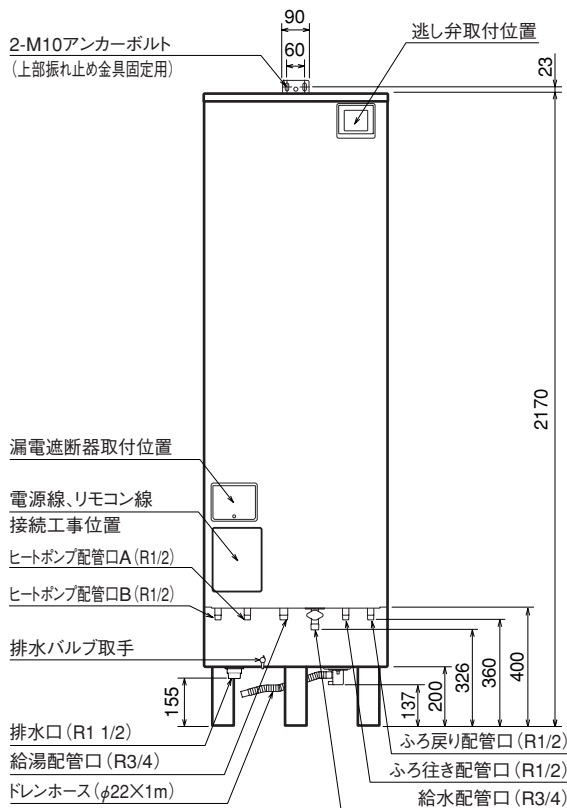 90
60
2-M10アンカーボルト
(上部振れ止め金具固定用)
逃し弁取付位置
23
2170
漏電遮断器取付位置
電源線、リモコン線
接続工事位置
ヒートポンプ配管口A(R1/2)
ヒートポンプ配管口B(R1/2)
排水バルブ取手
155
137
200
326
360
400
排水口(R1 1/2)
給湯配管口(R3/4)
ドレンホース(φ22×1m)
ふろ戻り配管口(R1/2)
ふろ往き配管口(R1/2)
給水配管口(R3/4)